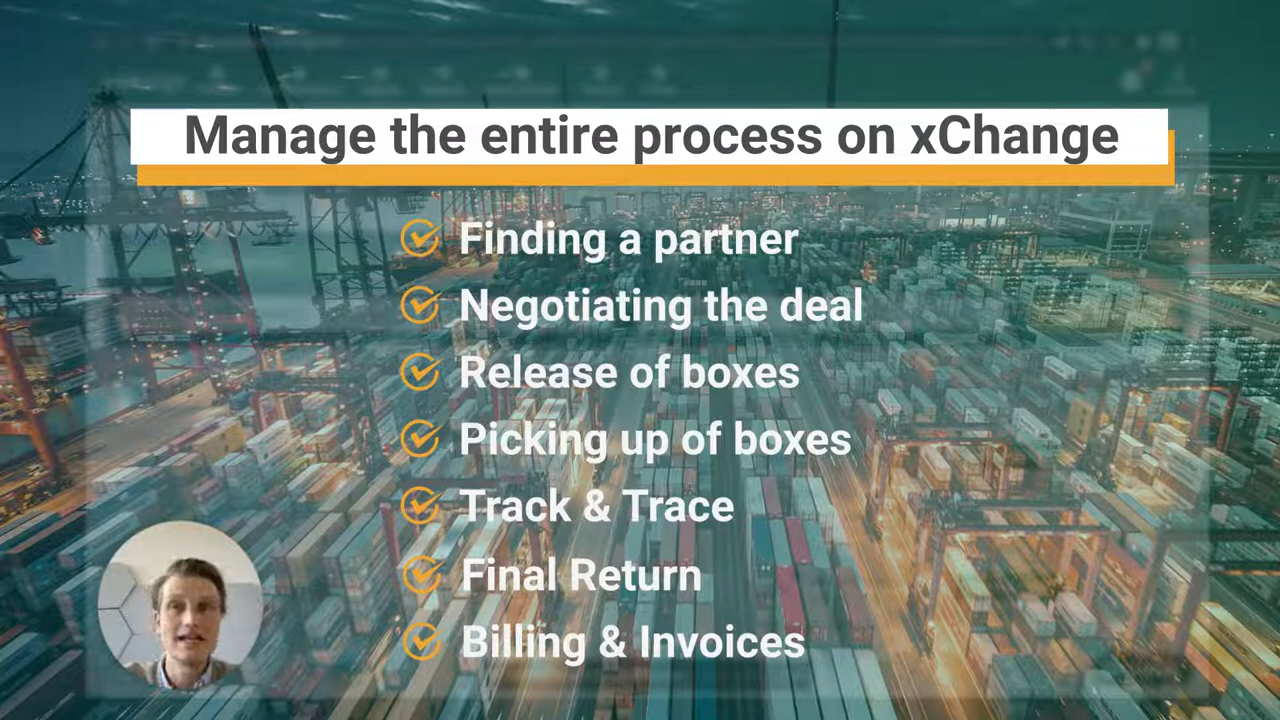 Manage the entire process on xChange
Finding a partner
Negotiating the deal
Release of boxes
Picking up of boxes
Track & Trace
Final Return
Billing & Invoices